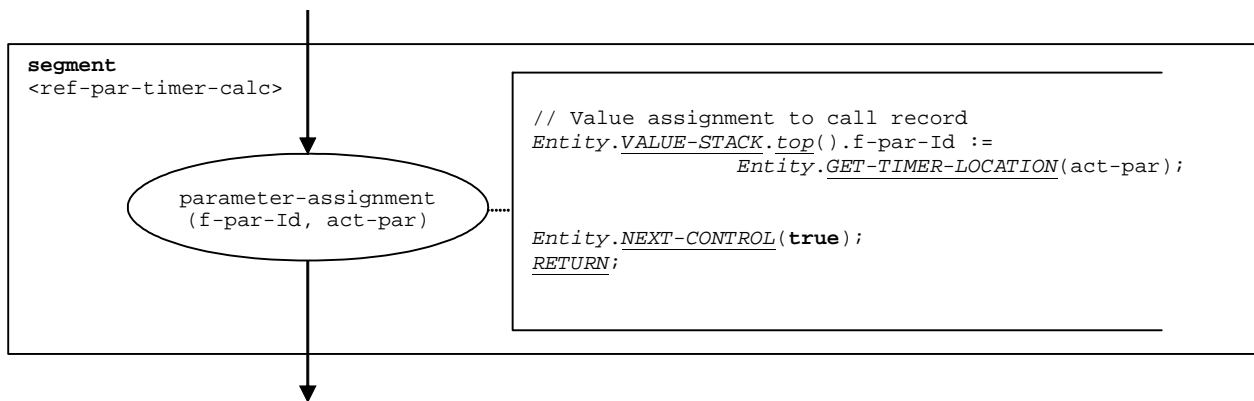 segment
<ref-par-timer-calc>
parameter-assignment
(f-par-Id, act-par)
// Value assignment to call record
Entity.VALUE-STACK.top().f-par-Id :=
Entity.GET-TIMER-LOCATION(act-par);
Entity.NEXT-CONTROL(true);
RETURN;